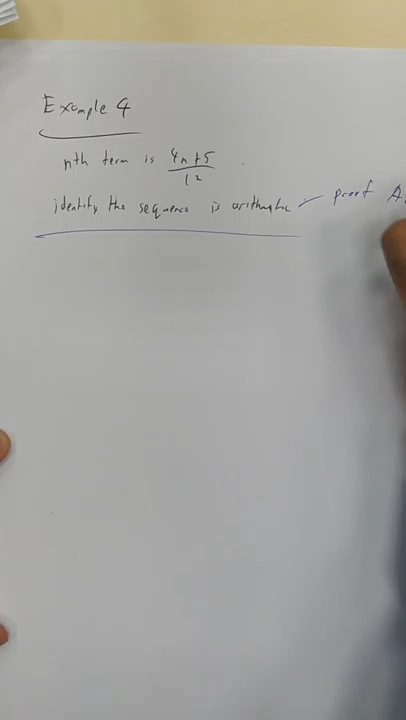 Example 4
nth term is 4n+5/12
identify the sequence is arithmetic proof A